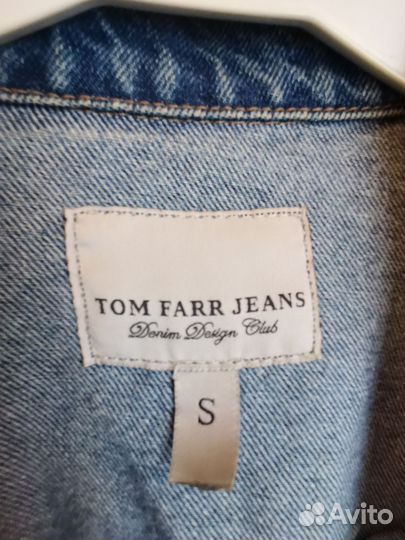 TOM FARR JEANS
Denim Design Club
S
Avito